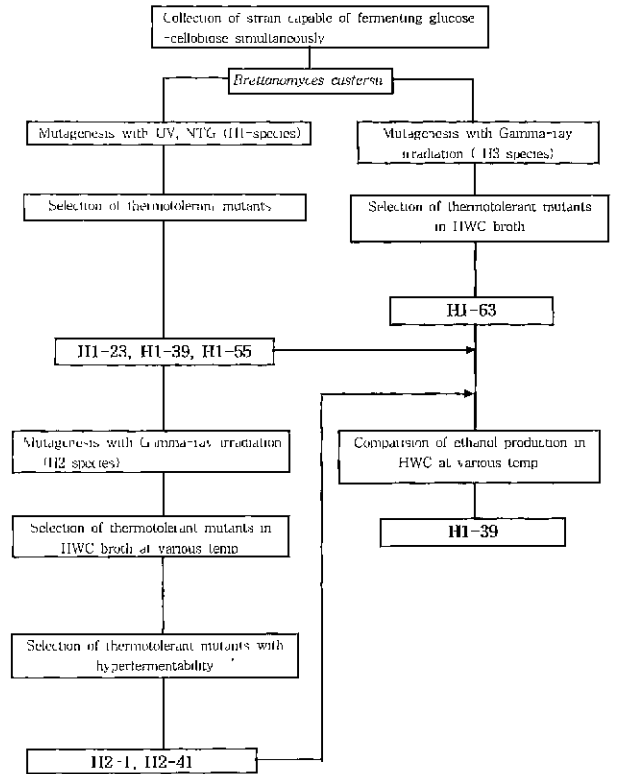 Collection of strain capable of fermenting glucose
-cellobiose simultaneously
Brettanomyces custersii
Mutagenesis with UV, NTG (H1-species)
Selection of thermotolerant mutants
H1-23, H1-39, H1-55
Mutagenesis with Gamma-ray irradiation
(H2 species)
Selection of thermotolerant mutants in
HWC broth at various temp
Selection of thermotolerant mutants with
hyperfermentability
H2-1, H2-41
Mutagenesis with Gamma-ray
irradiation ( H3 species)
Selection of thermotolerant mutants
in HWC broth
-63
Comparision of ethanol production in
HWC at various temp
H1-39